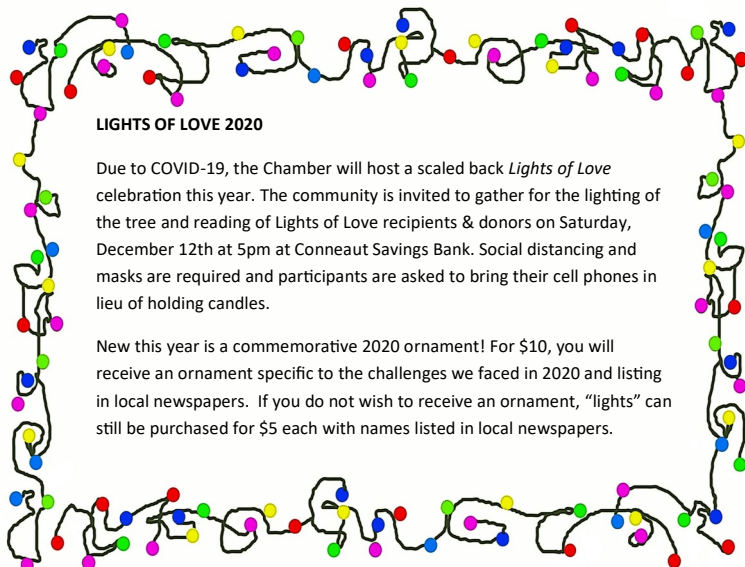 LIGHTS OF LOVE 2020
Due to COVID-19, the Chamber will host a scaled back Lights of Love
celebration this year. The community is invited to gather for the lighting of
the tree and reading of Lights of Love recipients & donors on Saturday,
December 12th at 5pm at Conneaut Savings Bank. Social distancing and
masks are required and participants are asked to bring their cell phones in
lieu of holding candles.
New this year is a commemorative 2020 ornament! For $10, you will
receive an ornament specific to the challenges we faced in 2020 and listing
in local newspapers.  If you do not wish to receive an ornament, “lights” can
still be purchased for $5 each with names listed in local newspapers.